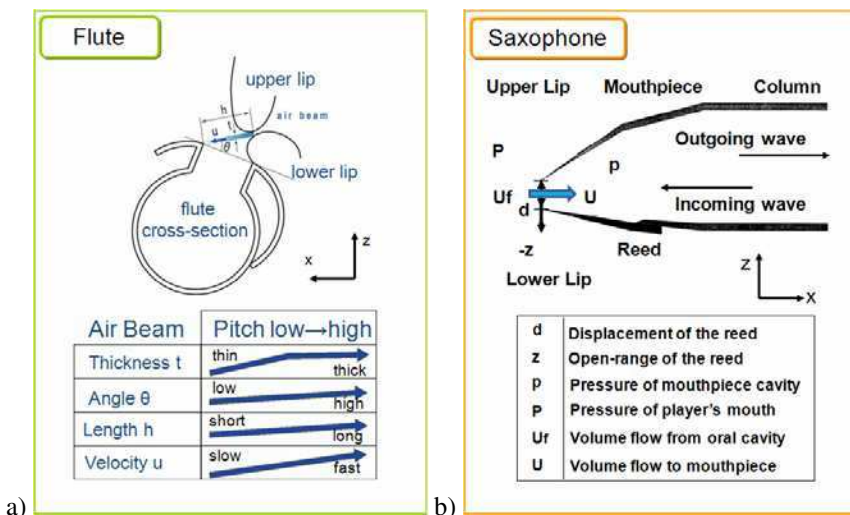 Flute
upper lip
h
air beam
t
u
θ
lower lip
flute
cross-section
z
x
Air Beam Pitch low→high
Thickness t thin thick
Angle θ low high
Length h short long
Velocity u slow fast
a)
Saxophone
Upper Lip Mouthpiece Column
Outgoing wave
P
p
Uf U
Incoming wave
d
-z
Reed
Lower Lip
Z
X
d Displacement of the reed
z Open-range of the reed
p Pressure of mouthpiece cavity
P Pressure of player's mouth
Uf Volume flow from oral cavity
U Volume flow to mouthpiece
b)